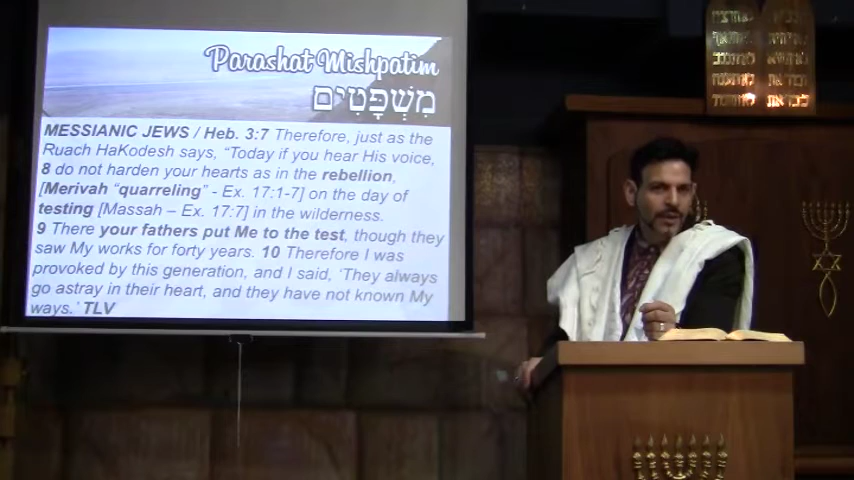 Parashat Mishpatim
מִשְׁפָּטִים
MESSIANIC JEWS / Heb. 3:7 Therefore, just as the
Ruach HaKodesh says, “Today if you hear His voice,
8 do not harden your hearts as in the rebellion,
[Merivah “quarreling” - Ex. 17:1-7] on the day of
testing [Massah – Ex. 17:7] in the wilderness.
9 There your fathers put Me to the test, though they
saw My works for forty years. 10 Therefore I was
provoked by this generation, and I said, ‘They always
go astray in their heart, and they have not known My
ways.’ TLV